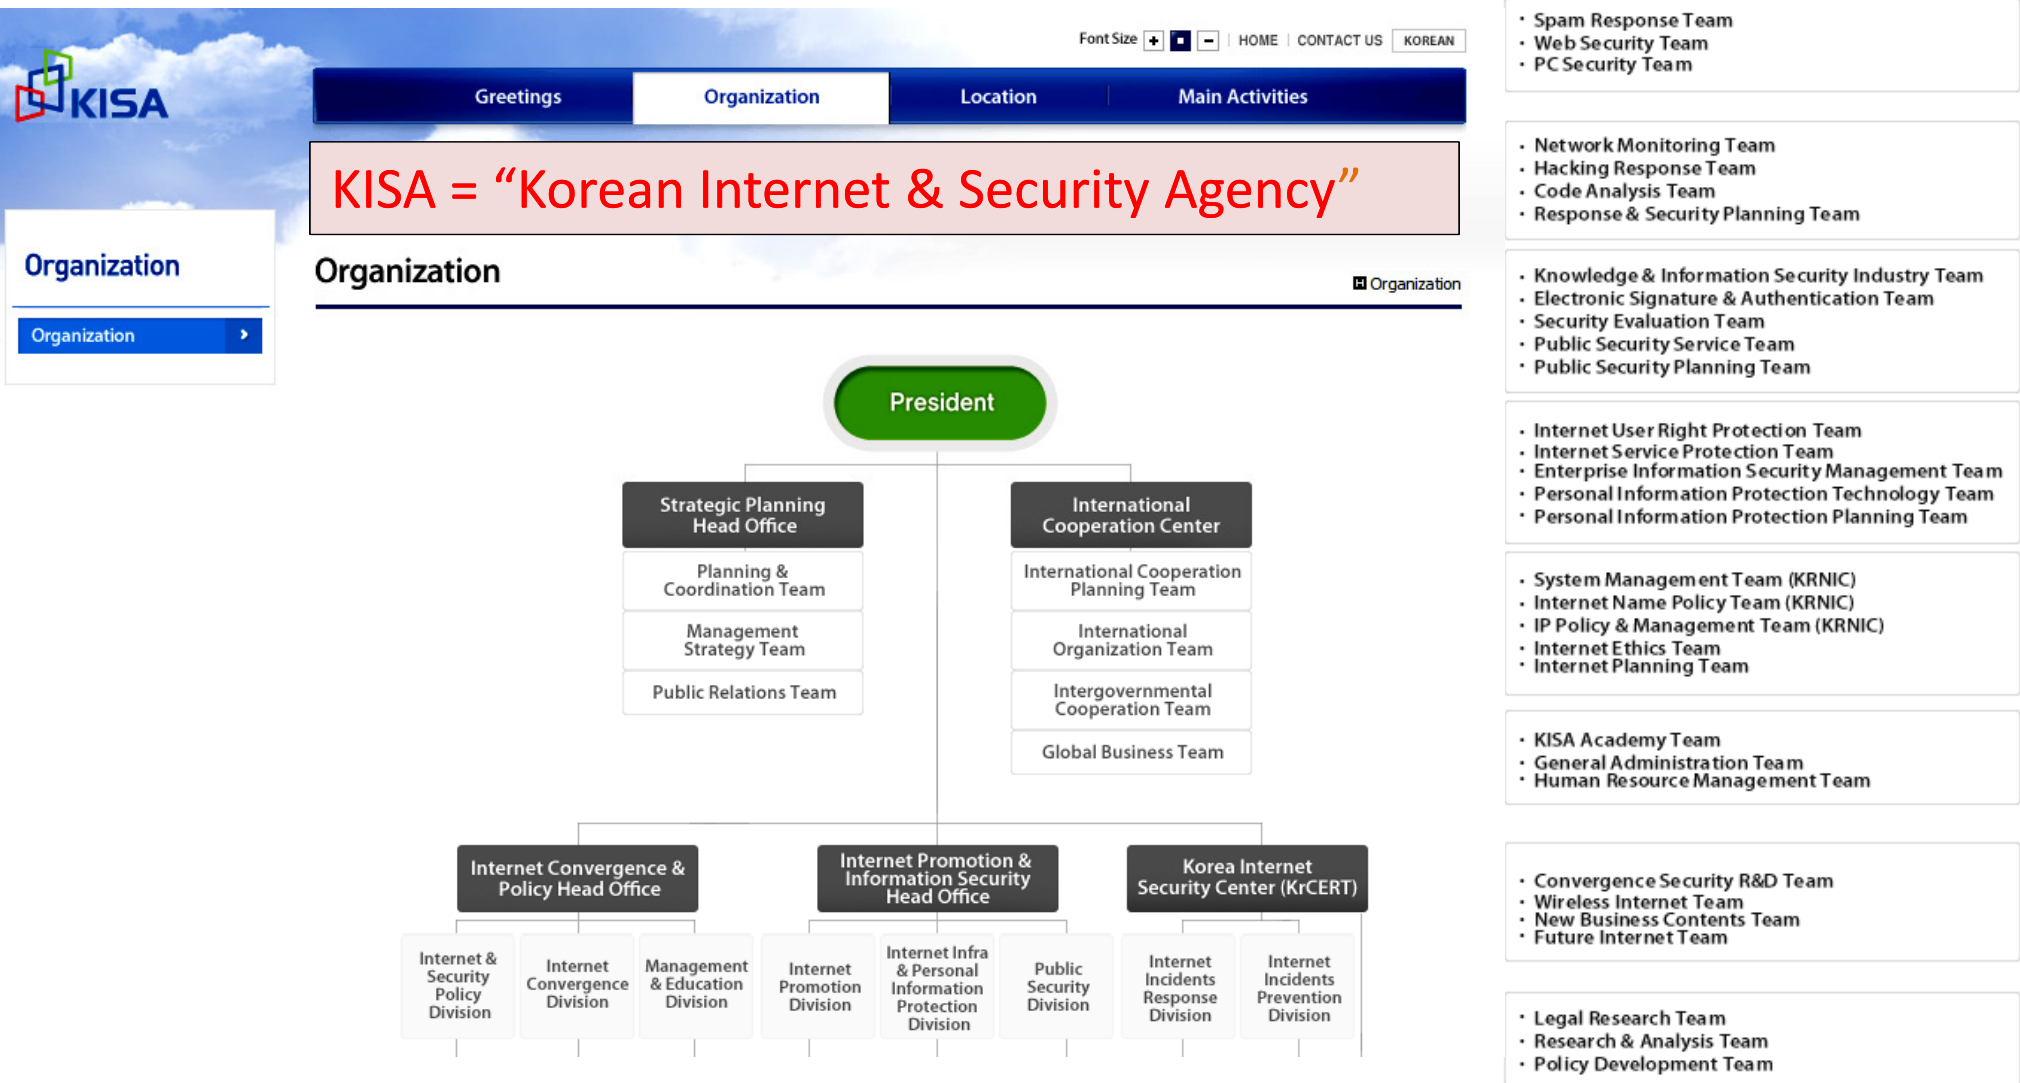 Font Size + - HOME CONTACT US KOREAN
KISA
Greetings Organization Location Main Activities
KISA = “Korean Internet & Security Agency”
Organization
Organization
Organization
H Organization
President
Strategic Planning
Head Office
Planning &
Coordination Team
Management
Strategy Team
Public Relations Team
International
Cooperation Center
International Cooperation
Planning Team
International
Organization Team
Intergovernmental
Cooperation Team
Global Business Team
Internet Convergence &
Policy Head Office
Internet &
Security
Policy
Division
Internet
Convergence
Division
Management
& Education
Division
Internet Promotion &
Information Security
Head Office
Internet
Promotion
Division
Internet Infra
& Personal
Information
Protection
Division
Public
Security
Division
Korea Internet
Security Center (KrCERT)
Internet
Incidents
Response
Division
Internet
Incidents
Prevention
Division
· Spam Response Team
· Web Security Team
· PC Security Team
· Network Monitoring Team
· Hacking Response Team
· Code Analysis Team
· Response & Security Planning Team
· Knowledge & Information Security Industry Team
· Electronic Signature & Authentication Team
· Security Evaluation Team
· Public Security Service Team
· Public Security Planning Team
· Internet User Right Protection Team
· Internet Service Protection Team
· Enterprise Information Security Management Team
· Personal Information Protection Technology Team
· Personal Information Protection Planning Team
· System Management Team (KRNIC)
· Internet Name Policy Team (KRNIC)
· IP Policy & Management Team (KRNIC)
· Internet Ethics Team
· Internet Planning Team
· KISA Academy Team
· General Administration Team
· Human Resource Management Team
· Convergence Security R&D Team
· Wireless Internet Team
· New Business Contents Team
· Future Internet Team
· Legal Research Team
· Research & Analysis Team
· Policy Development Team